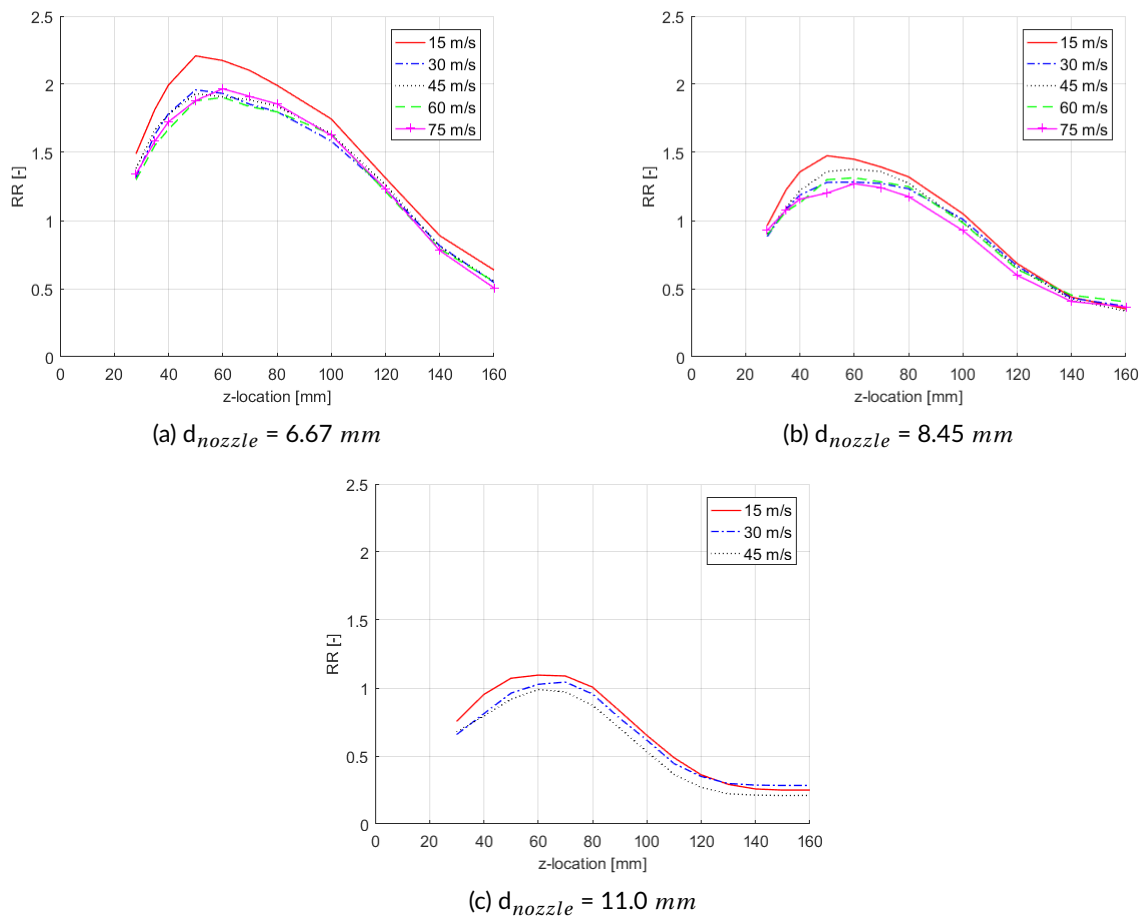 2.5
2
1.5
1
0.5
0
RR [-]
0 20 40 60 80 100 120 140 160
z-location [mm]
15 m/s
30 m/s
45 m/s
60 m/s
75 m/s
(a) dnozzle = 6.67 mm
2.5
2
1.5
1
0.5
0
RR [-]
0 20 40 60 80 100 120 140 160
z-location [mm]
15 m/s
30 m/s
45 m/s
60 m/s
75 m/s
(b) dnozzle = 8.45 mm
2.5
2
1.5
1
0.5
0
RR [-]
0 20 40 60 80 100 120 140 160
z-location [mm]
15 m/s
30 m/s
45 m/s
(c) dnozzle = 11.0 mm